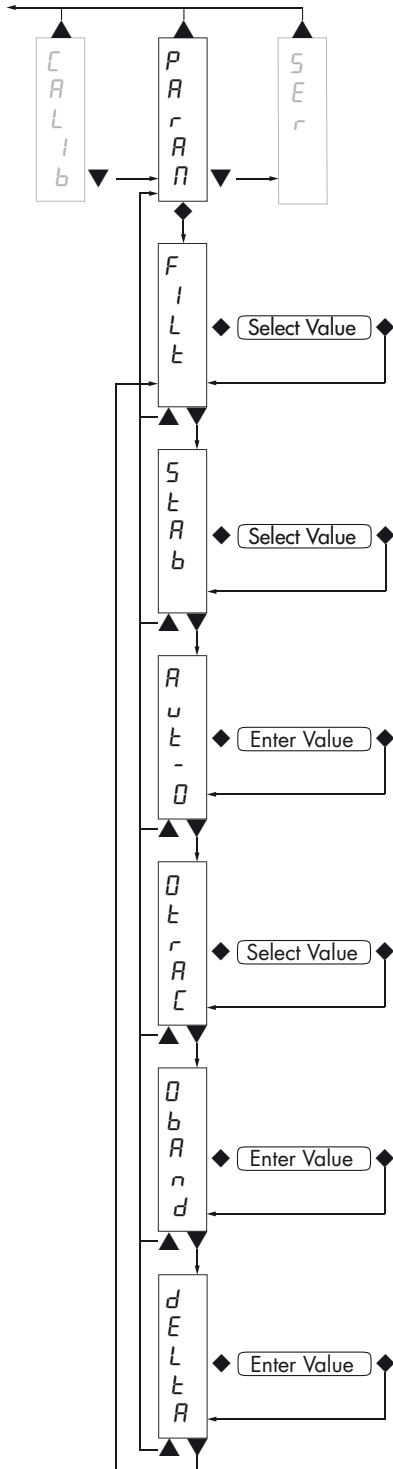 CALIb
PArAM
SEr
FILt
Select Value
StAb
Select Value
Aut-0
Enter Value
0trAC
Select Value
0bAnd
Enter Value
dELtA
Enter Value